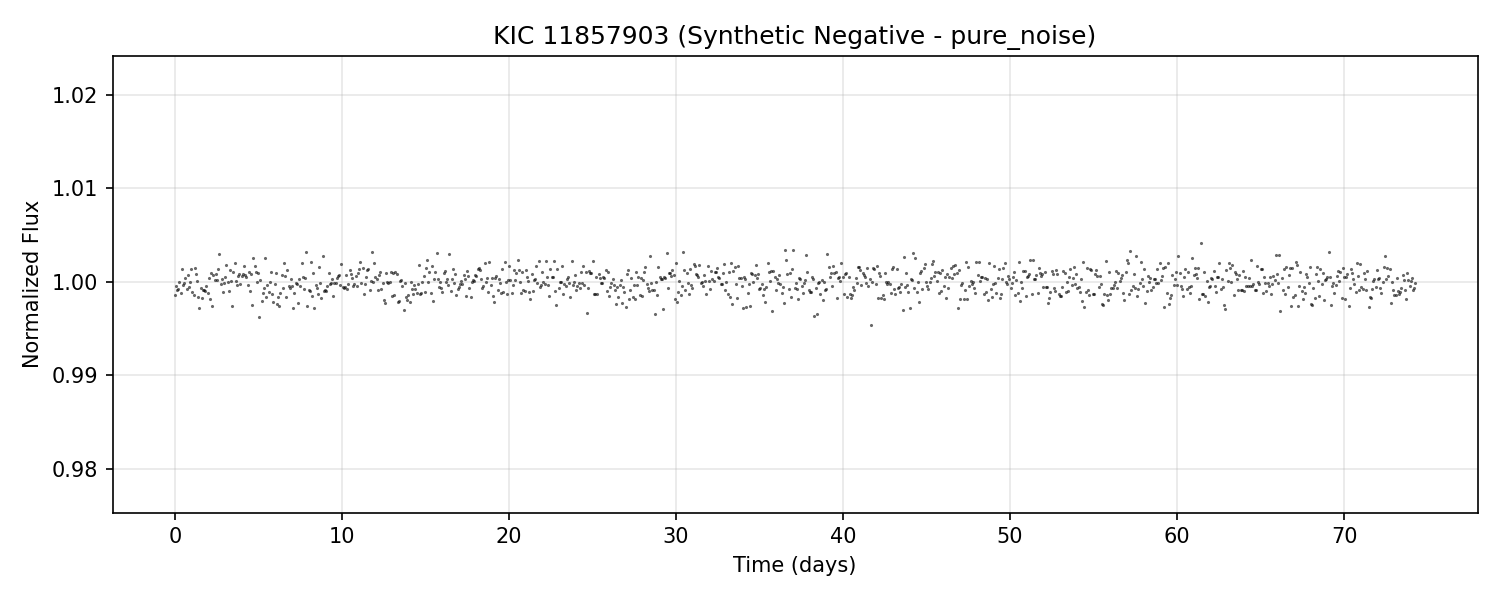 KIC 11857903 (Synthetic Negative - pure_noise)
Normalized Flux
1.02
1.01
1.00
0.99
0.98
0 10 20 30 40 50 60 70
Time (days)